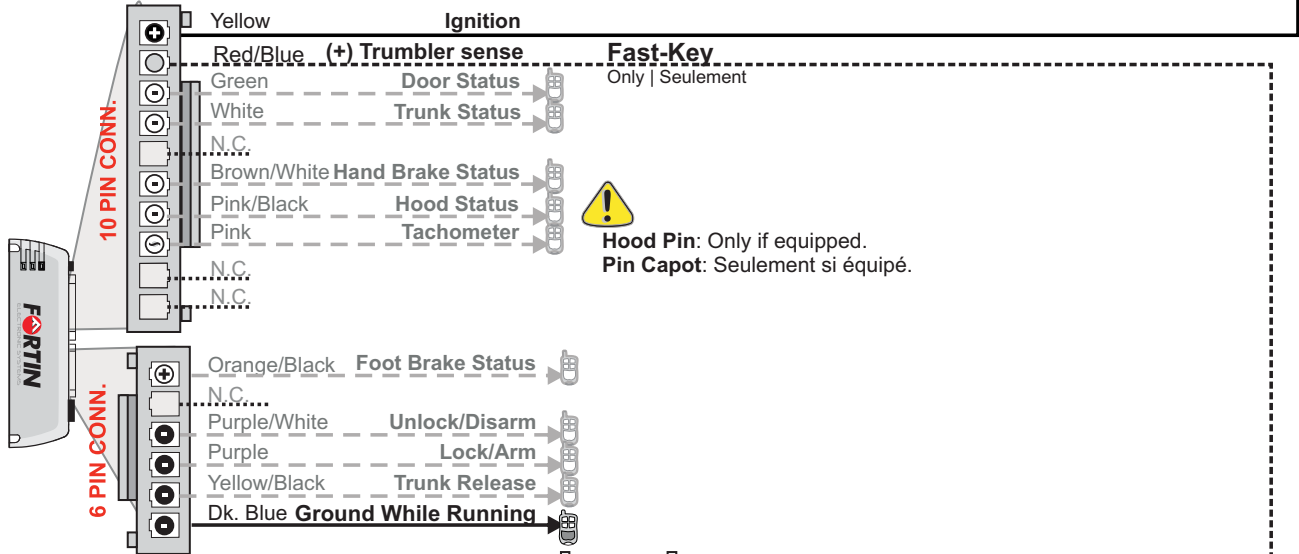 Yellow Ignition
Red/Blue (+) Trumbler sense Fast-Key
Only | Seulement
Green Door Status
White Trunk Status
N.C.
Brown/White Hand Brake Status
Pink/Black Hood Status
Pink Tachometer
N.C.
N.C.
10 PIN CONN.
Hood Pin: Only if equipped.
Pin Capot: Seulement si équipé.
FORTIN
ELECTRONIC SYSTEMS
Orange/Black Foot Brake Status
N.C.
Purple/White Unlock/Disarm
Purple Lock/Arm
Yellow/Black Trunk Release
Dk. Blue Ground While Running
6 PIN CONN.